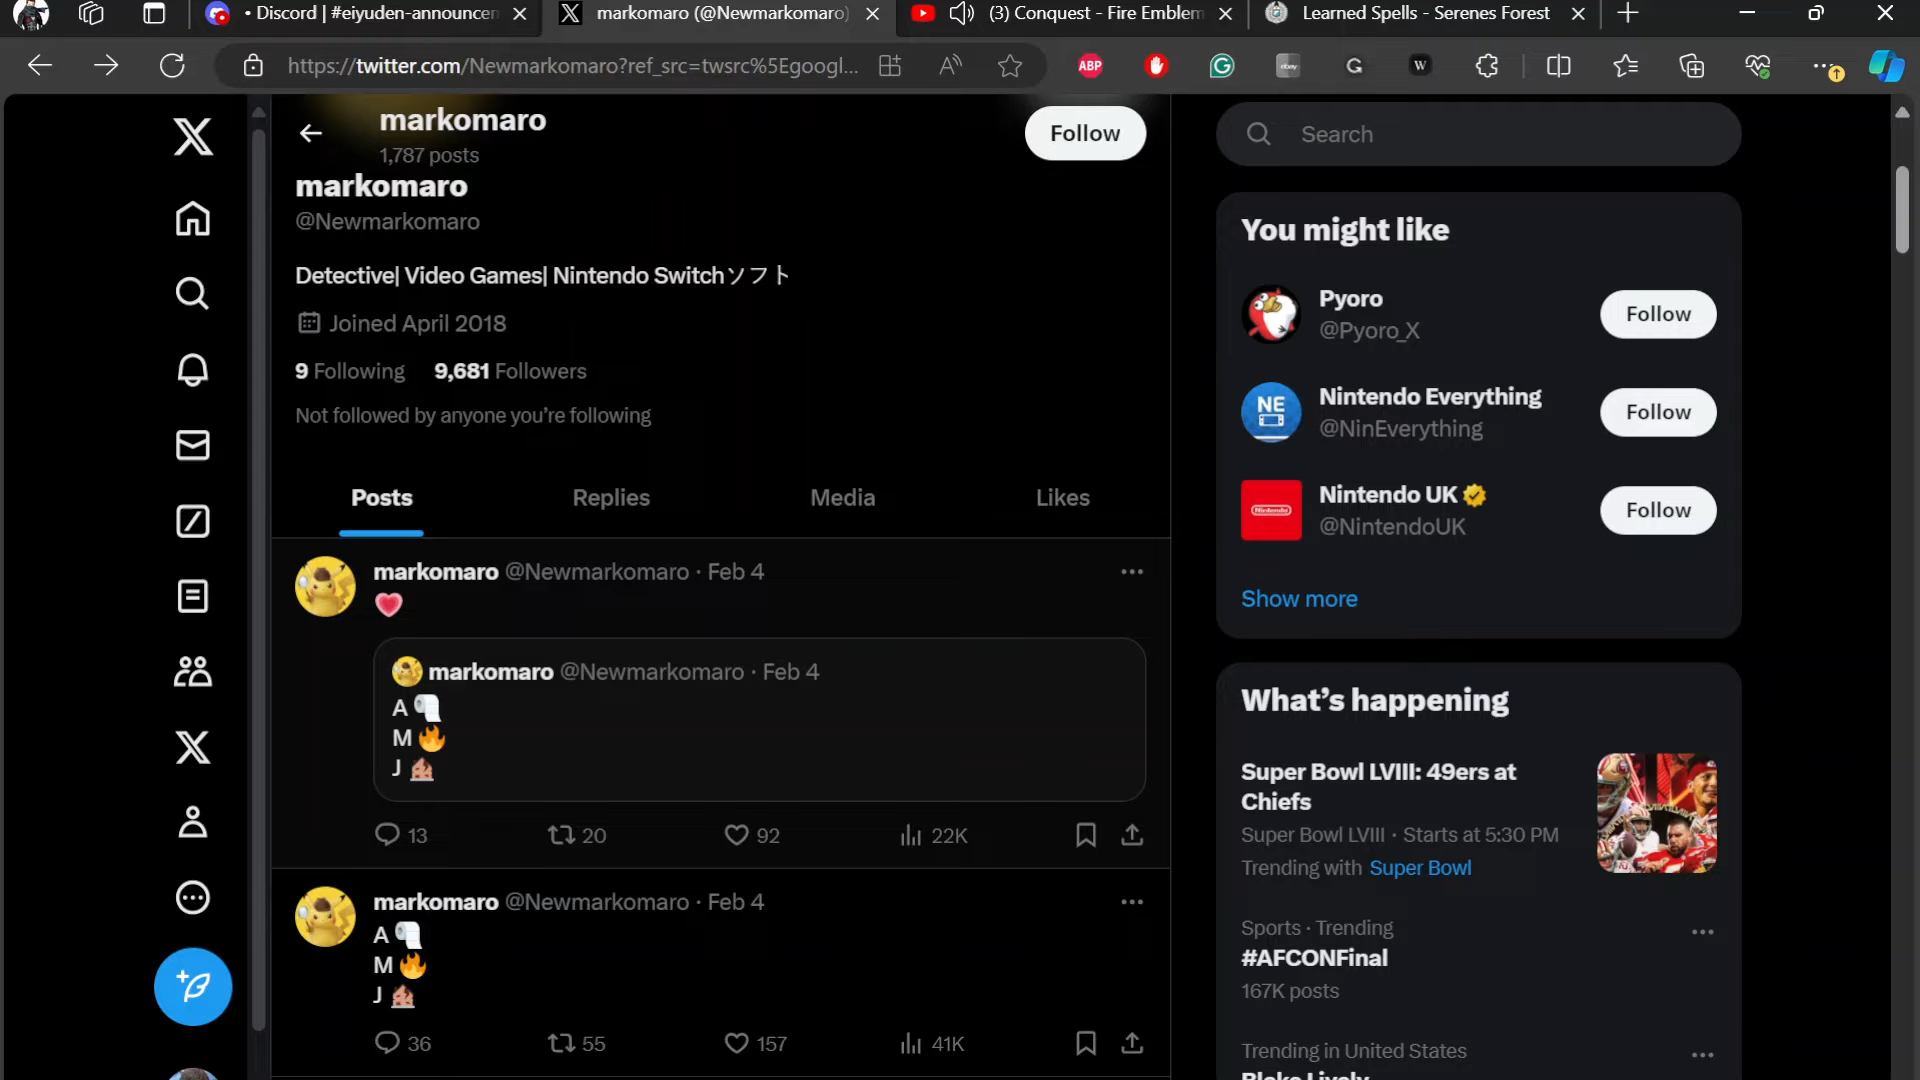 • Discord | #eiyuden-announcen
markomaro (@Newmarkomaro)
(3) Conquest - Fire Emblem
Learned Spells - Serenes Forest
https://twitter.com/Newmarkomaro?ref_src=twsrc%5Egoogl...
ABP
ebay
G
W
markomaro
1,787 posts
Follow
markomaro
@Newmarkomaro
Detective| Video Games| Nintendo Switchソフト
Joined April 2018
9 Following 9,681 Followers
Not followed by anyone you're following
Posts Replies Media Likes
markomaro @Newmarkomaro · Feb 4
💗
markomaro @Newmarkomaro · Feb 4
A 🧻
M 🔥
J 🏚️
13 20 92 22K
markomaro @Newmarkomaro · Feb 4
A 🧻
M 🔥
J 🏚️
36 55 157 41K
Search
You might like
Pyoro
@Pyoro_X
Follow
NE
Nintendo Everything
@NinEverything
Follow
Nintendo
Nintendo UK
@NintendoUK
Follow
Show more
What's happening
Super Bowl LVIII: 49ers at
Chiefs
Super Bowl LVIII · Starts at 5:30 PM
Trending with Super Bowl
Sports · Trending
#AFCONFinal
167K posts
Trending in United States
Blake Lively